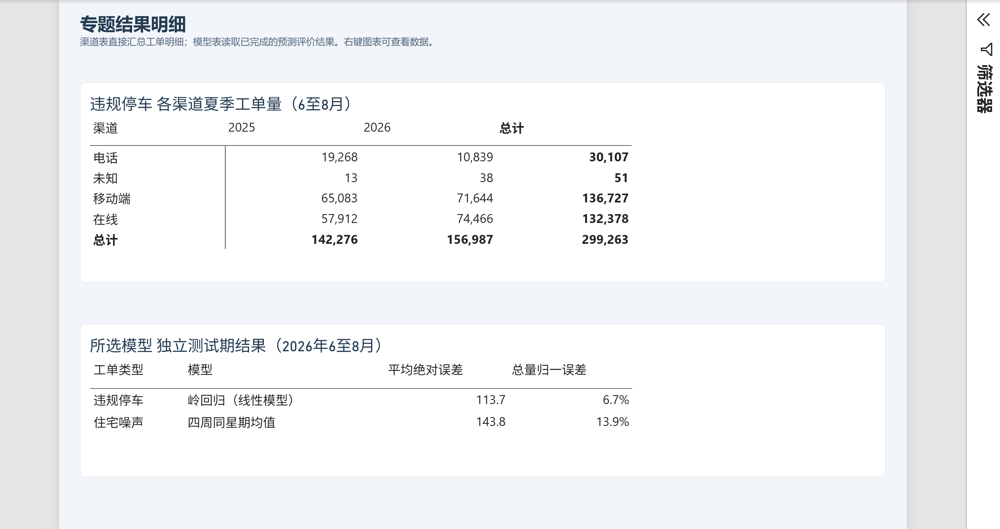 专题结果明细
渠道表直接汇总工单明细；模型表读取已完成的预测评价结果。右键图表可查看数据。
筛选器
违规停车 各渠道夏季工单量（6至8月）
渠道 2025 2026 总计
电话 19,268 10,839 30,107
未知 13 38 51
移动端 65,083 71,644 136,727
在线 57,912 74,466 132,378
总计 142,276 156,987 299,263
所选模型 独立测试期结果（2026年6至8月）
工单类型 模型 平均绝对误差 总量归一误差
违规停车 岭回归（线性模型） 113.7 6.7%
住宅噪声 四周同星期均值 143.8 13.9%